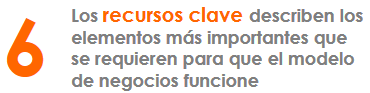 6
Los recursos clave describen los
elementos más importantes que
se requieren para que el modelo
de negocios funcione